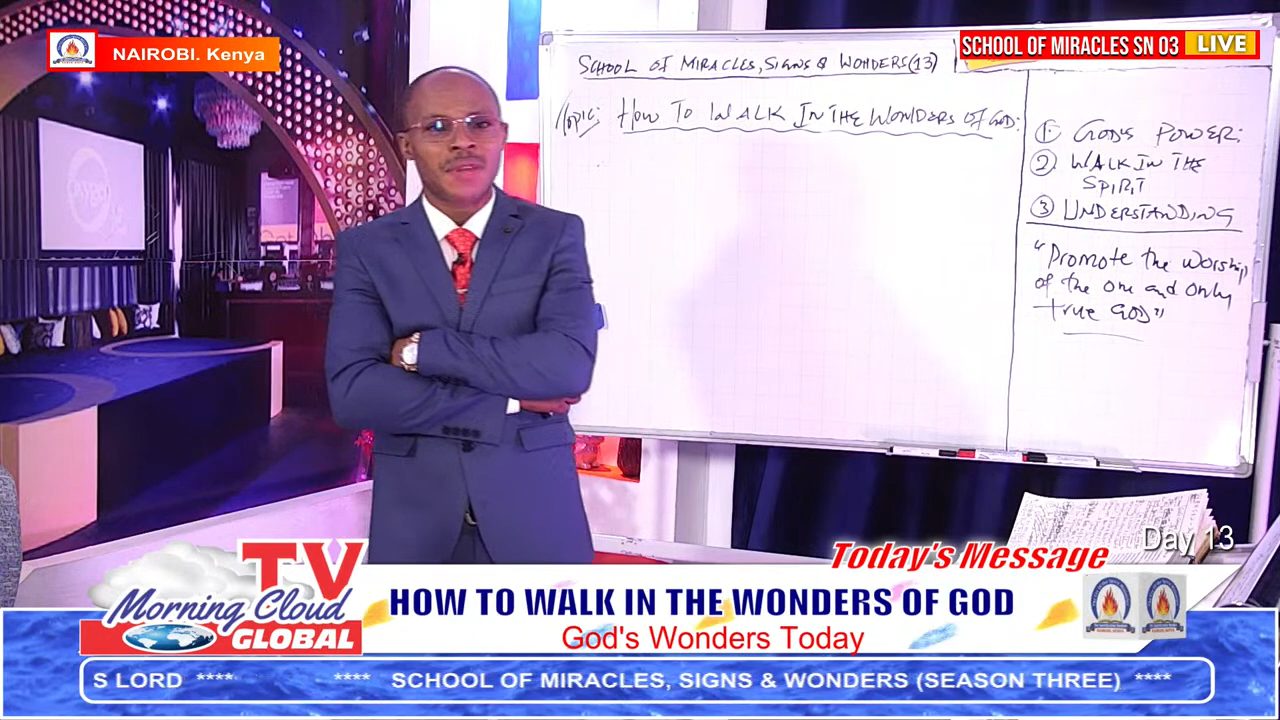 NAIROBI. Kenya
SCHOOL OF MIRACLES SN 03 LIVE
SCHOOL OF MIRACLES, SIGNS & WONDERS (13)
Topic: HOW TO WALK IN THE WONDERS OF GOD:
① GOD'S POWER:
② WALK IN THE
SPIRIT
③ UNDERSTANDING
"Promote the worship
of the one and only
true GOD"
Day 13
Today's Message
TV
Morning Cloud
GLOBAL
HOW TO WALK IN THE WONDERS OF GOD
God's Wonders Today
S LORD **** **** SCHOOL OF MIRACLES, SIGNS & WONDERS (SEASON THREE) ****